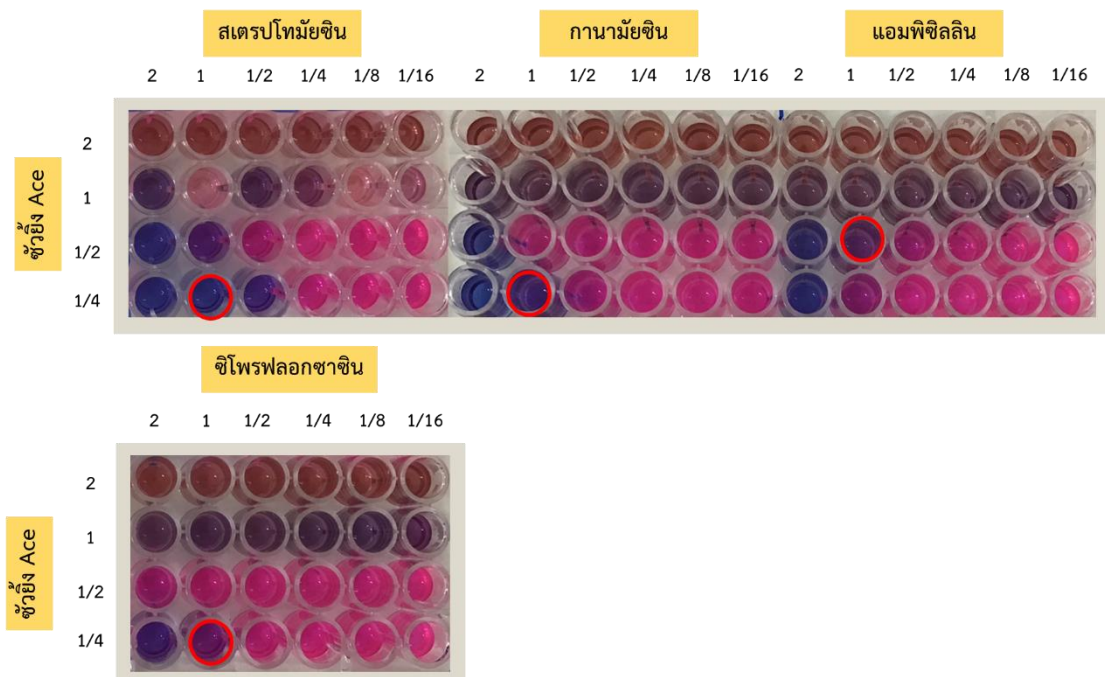 สเตรปโทมัยซิน กานามัยซิน แอมพิซิลลิน
2 1 1/2 1/4 1/8 1/16 2 1 1/2 1/4 1/8 1/16 2 1 1/2 1/4 1/8 1/16
ซัวยิ้ง Ace
2
1
1/2
1/4
ซิโพรฟลอกซาซิน
2 1 1/2 1/4 1/8 1/16
ซัวยิ้ง Ace
2
1
1/2
1/4